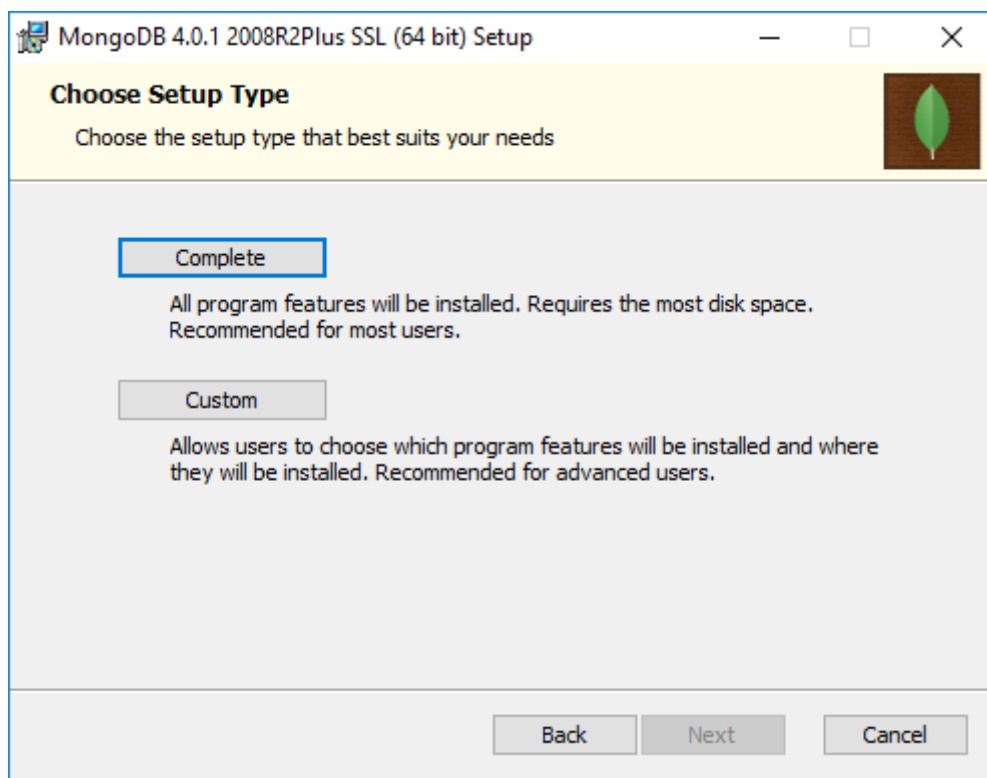 MongoDB 4.0.1 2008R2Plus SSL (64 bit) Setup
Choose Setup Type
Choose the setup type that best suits your needs
Complete
All program features will be installed. Requires the most disk space.
Recommended for most users.
Custom
Allows users to choose which program features will be installed and where
they will be installed. Recommended for advanced users.
Back
Next
Cancel